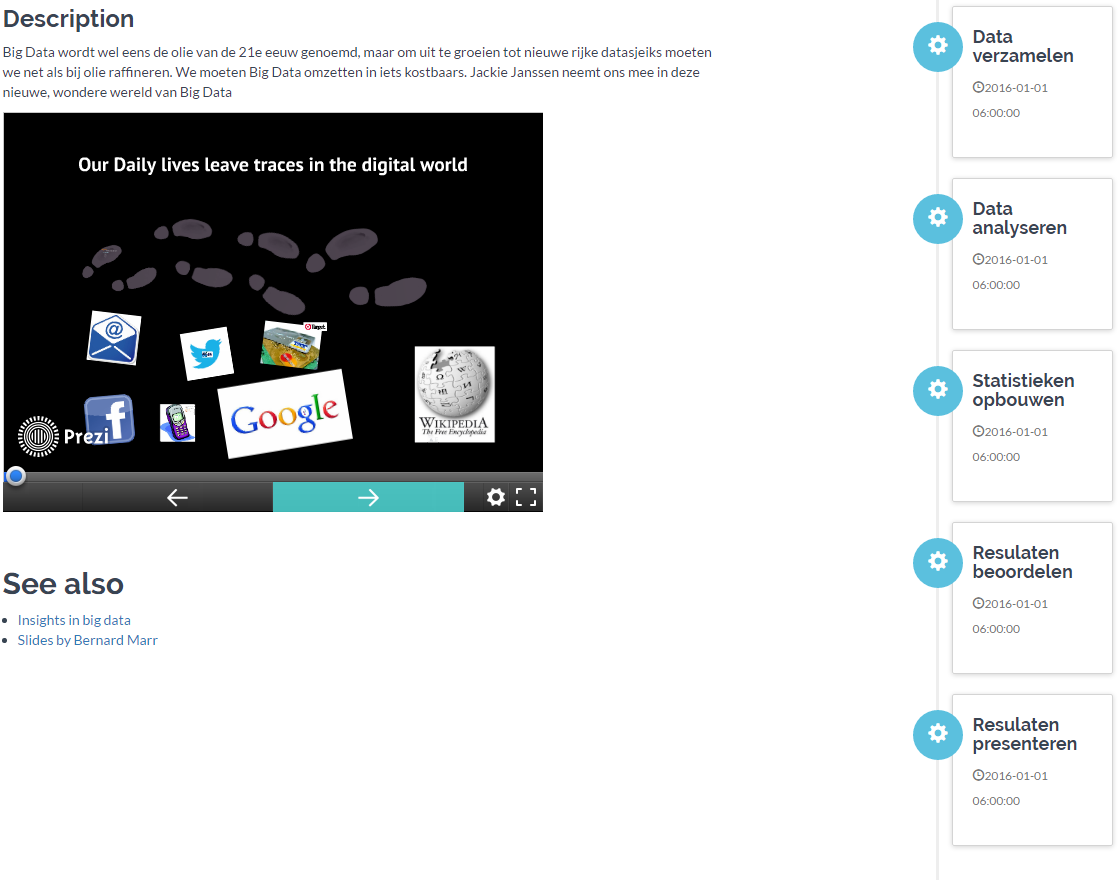 Description
Big Data wordt wel eens de olie van de 21e eeuw genoemd, maar om uit te groeien tot nieuwe rijke datasjeiks moeten
we net als bij olie raffineren. We moeten Big Data omzetten in iets kostbaars. Jackie Janssen neemt ons mee in deze
nieuwe, wondere wereld van Big Data
Our Daily lives leave traces in the digital world
@
Target
f
Prezi
Google
WIKIPEDIA
The Free Encyclopedia
See also
Insights in big data
Slides by Bernard Marr
Data
verzamelen
2016-01-01
06:00:00
Data
analyseren
2016-01-01
06:00:00
Statistieken
opbouwen
2016-01-01
06:00:00
Resulaten
beoordelen
2016-01-01
06:00:00
Resulaten
presenteren
2016-01-01
06:00:00